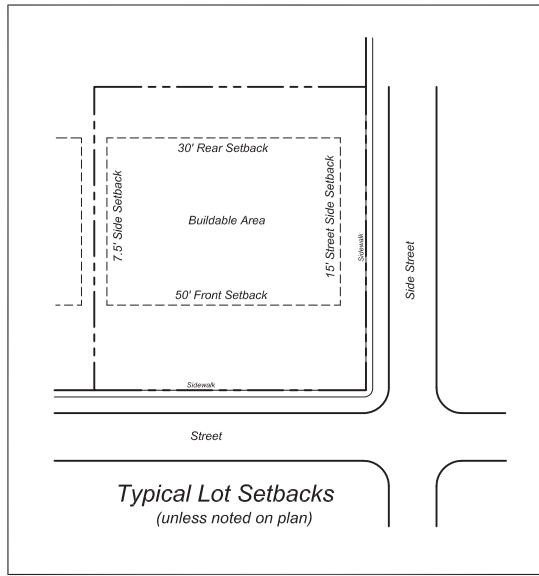 30' Rear Setback
7.5' Side Setback
Buildable Area
15' Street Side Setback
Sidewalk
Side Street
50' Front Setback
Sidewalk
Street
Typical Lot Setbacks
(unless noted on plan)